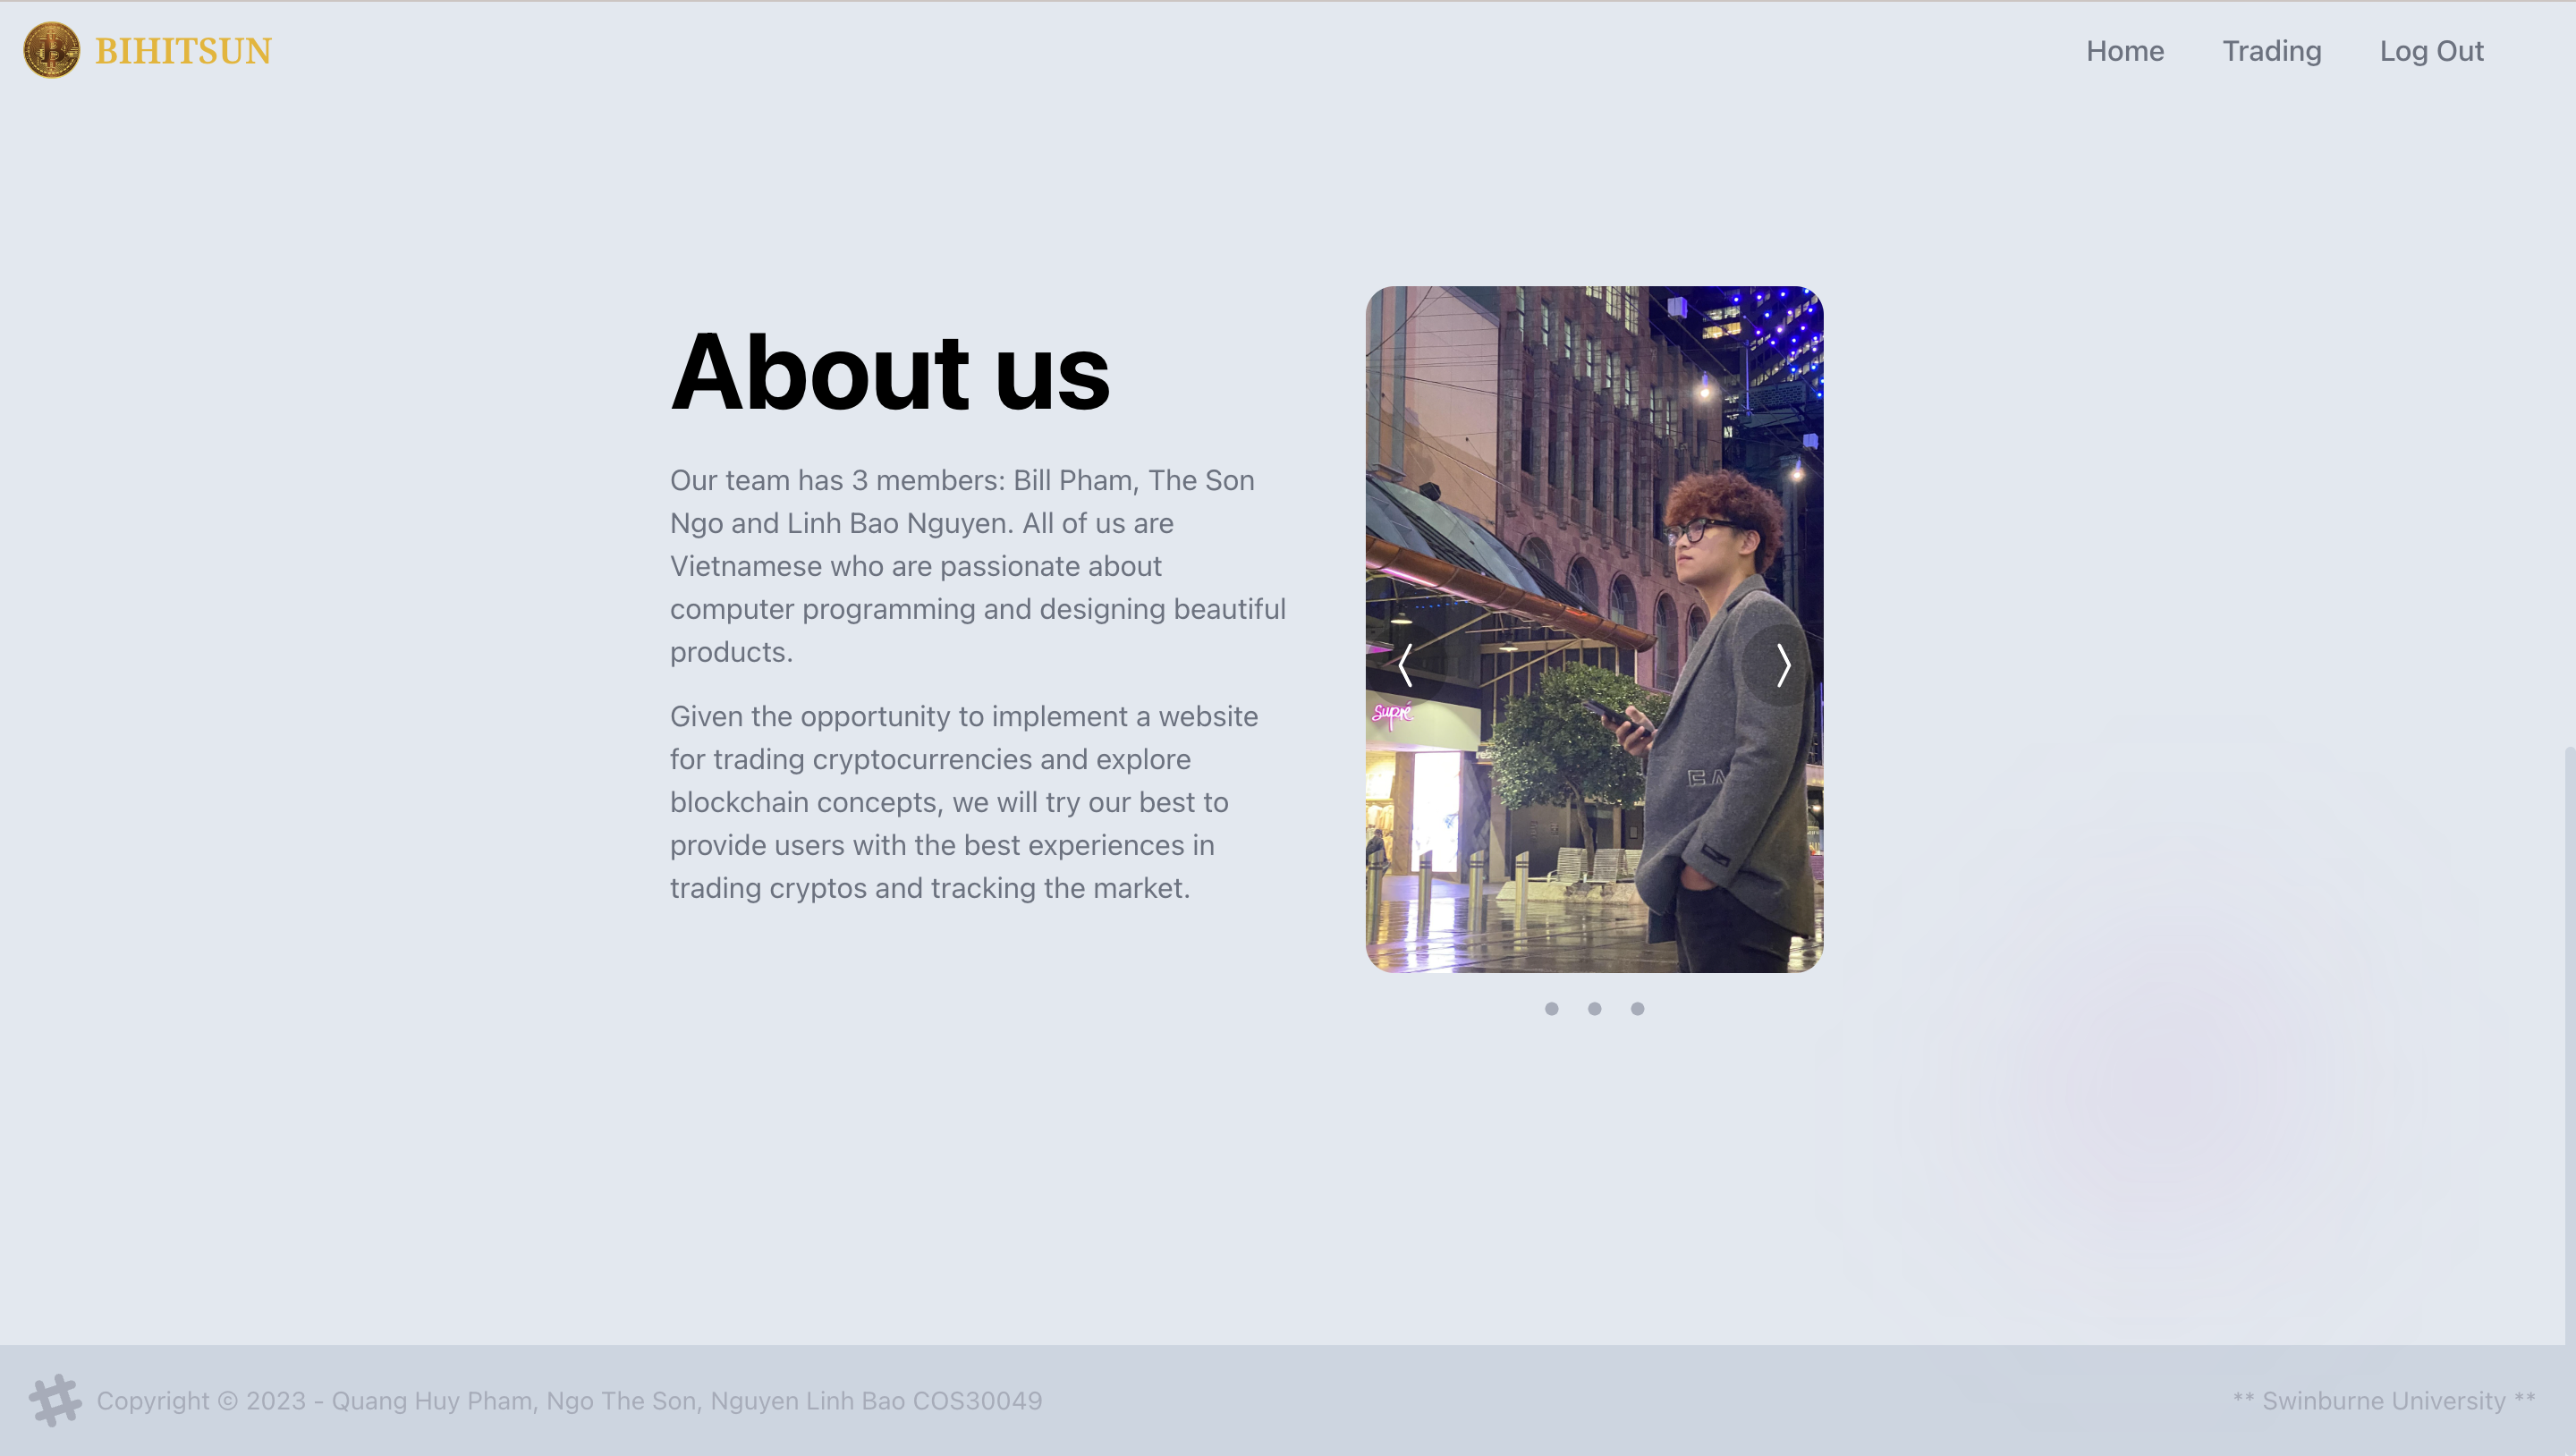 BIHITSUN
Home
Trading
Log Out
About us
Our team has 3 members: Bill Pham, The Son
Ngo and Linh Bao Nguyen. All of us are
Vietnamese who are passionate about
computer programming and designing beautiful
products.
Given the opportunity to implement a website
for trading cryptocurrencies and explore
blockchain concepts, we will try our best to
provide users with the best experiences in
trading cryptos and tracking the market.
Supré
EA
Copyright © 2023 - Quang Huy Pham, Ngo The Son, Nguyen Linh Bao COS30049
** Swinburne University **